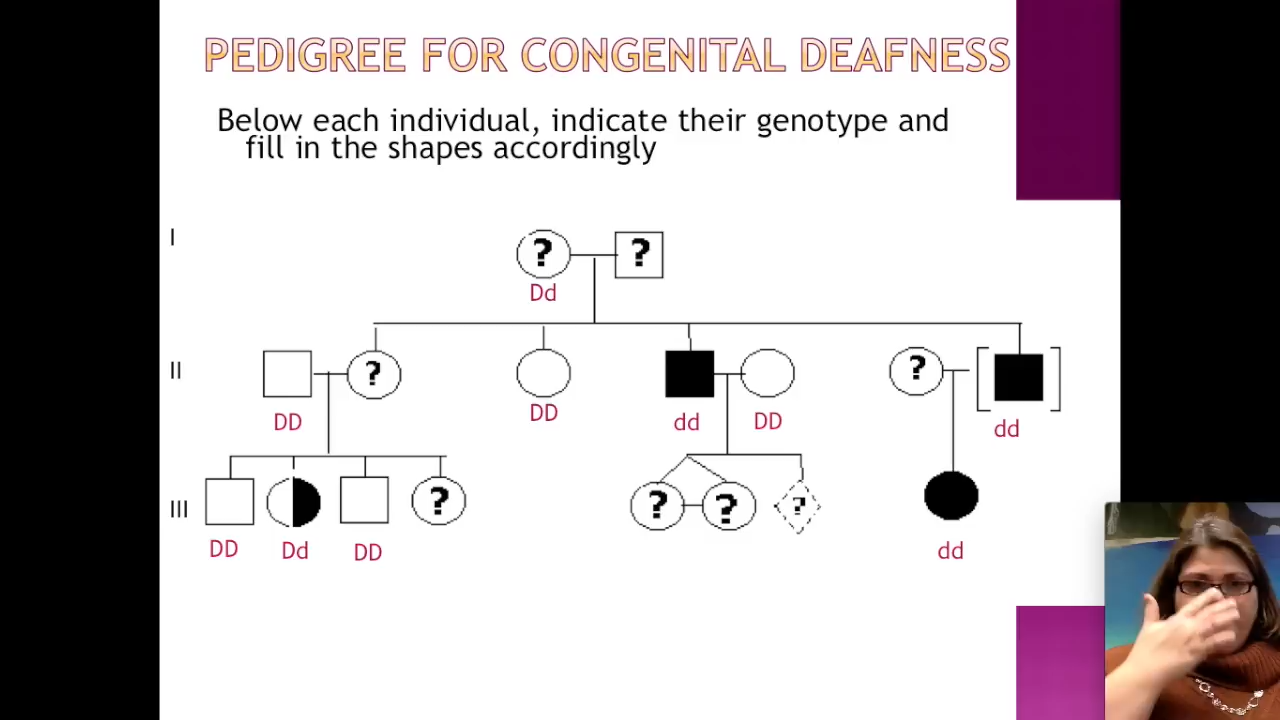 PEDIGREE FOR CONGENITAL DEAFNESS
Below each individual, indicate their genotype and
fill in the shapes accordingly
I
? ?
Dd
II
? ?
DD DD dd DD dd
III
? ? ? ?
DD Dd DD dd